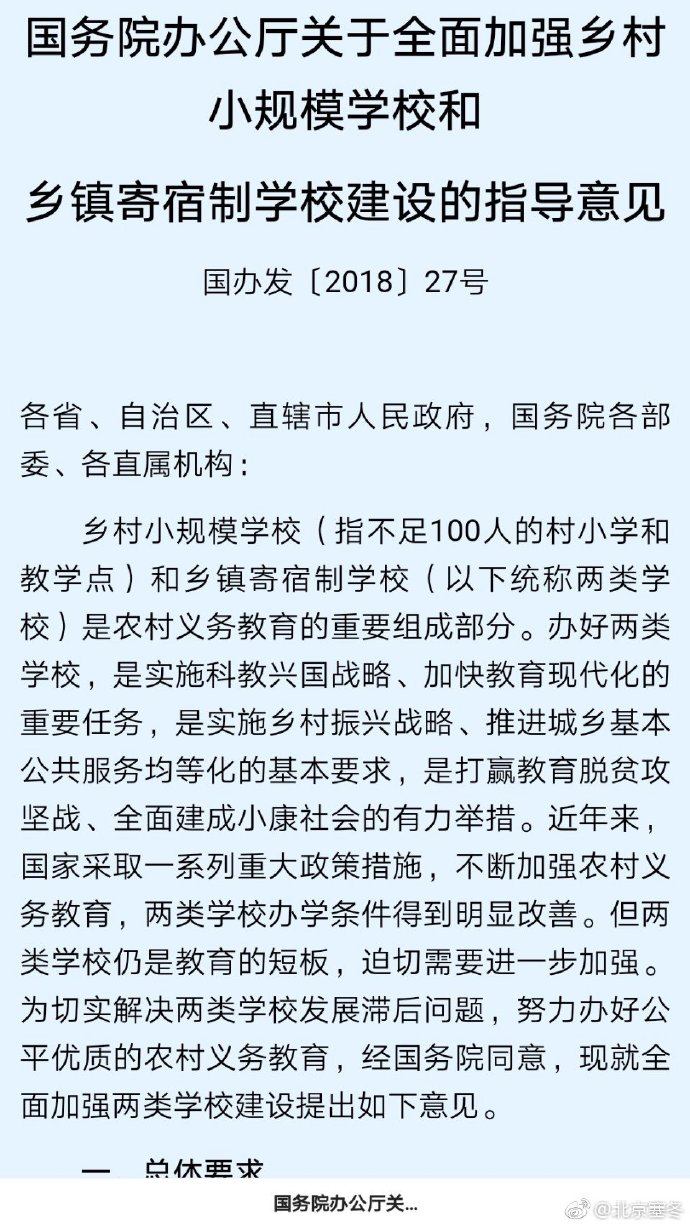 国务院办公厅关于全面加强乡村
小规模学校和
乡镇寄宿制学校建设的指导意见
国办发〔2018〕27号
各省、自治区、直辖市人民政府，国务院各部
委、各直属机构：
乡村小规模学校（指不足100人的村小学和
教学点）和乡镇寄宿制学校（以下统称两类学
校）是农村义务教育的重要组成部分。办好两类
学校，是实施科教兴国战略、加快教育现代化的
重要任务，是实施乡村振兴战略、推进城乡基本
公共服务均等化的基本要求，是打赢教育脱贫攻
坚战、全面建成小康社会的有力举措。近年来，
国家采取一系列重大政策措施，不断加强农村义
务教育，两类学校办学条件得到明显改善。但两
类学校仍是教育的短板，迫切需要进一步加强。
为切实解决两类学校发展滞后问题，努力办好公
平优质的农村义务教育，经国务院同意，现就全
面加强两类学校建设提出如下意见。
一、总体要求
国务院办公厅关...
@北京塞冬